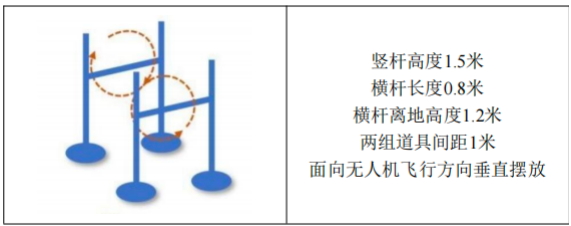 竖杆高度1.5米
横杆长度0.8米
横杆离地高度1.2米
两组道具间距1米
面向无人机飞行方向垂直摆放